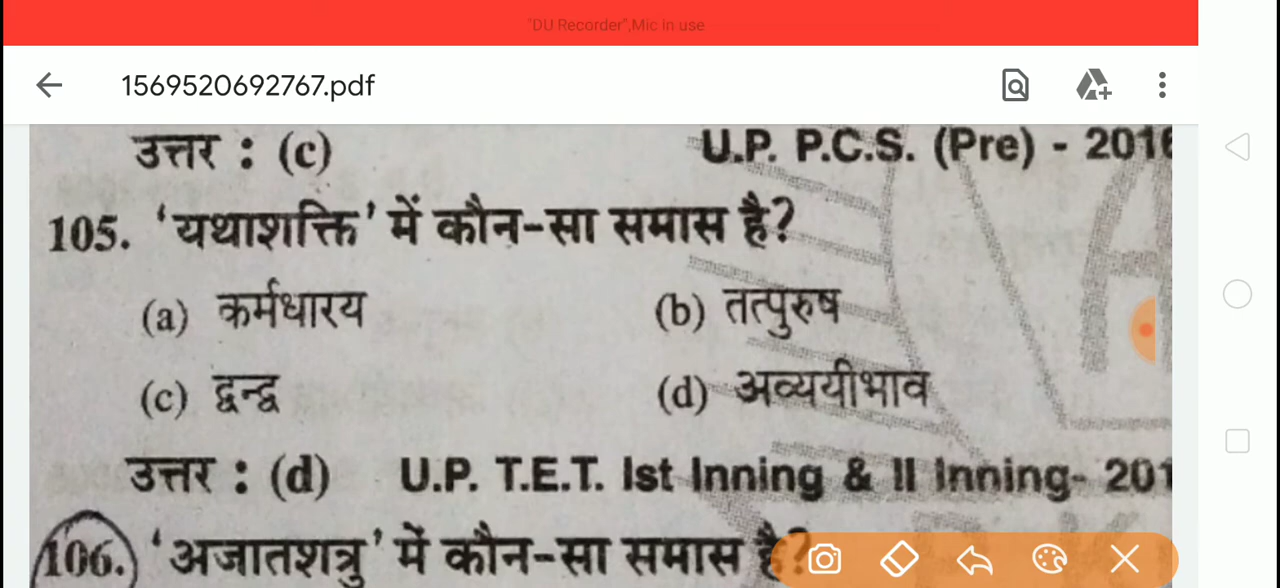 "DU Recorder",Mic in use
1569520692767.pdf
उत्तर : (c) U.P. P.C.S. (Pre) - 2016
105. 'यथाशक्ति' में कौन-सा समास है?
(a) कर्मधारय (b) तत्पुरुष
(c) द्वन्द्व (d) अव्ययीभाव
उत्तर : (d) U.P. T.E.T. Ist Inning & II Inning- 201
106. 'अजातशत्रु' में कौन-सा समास है?